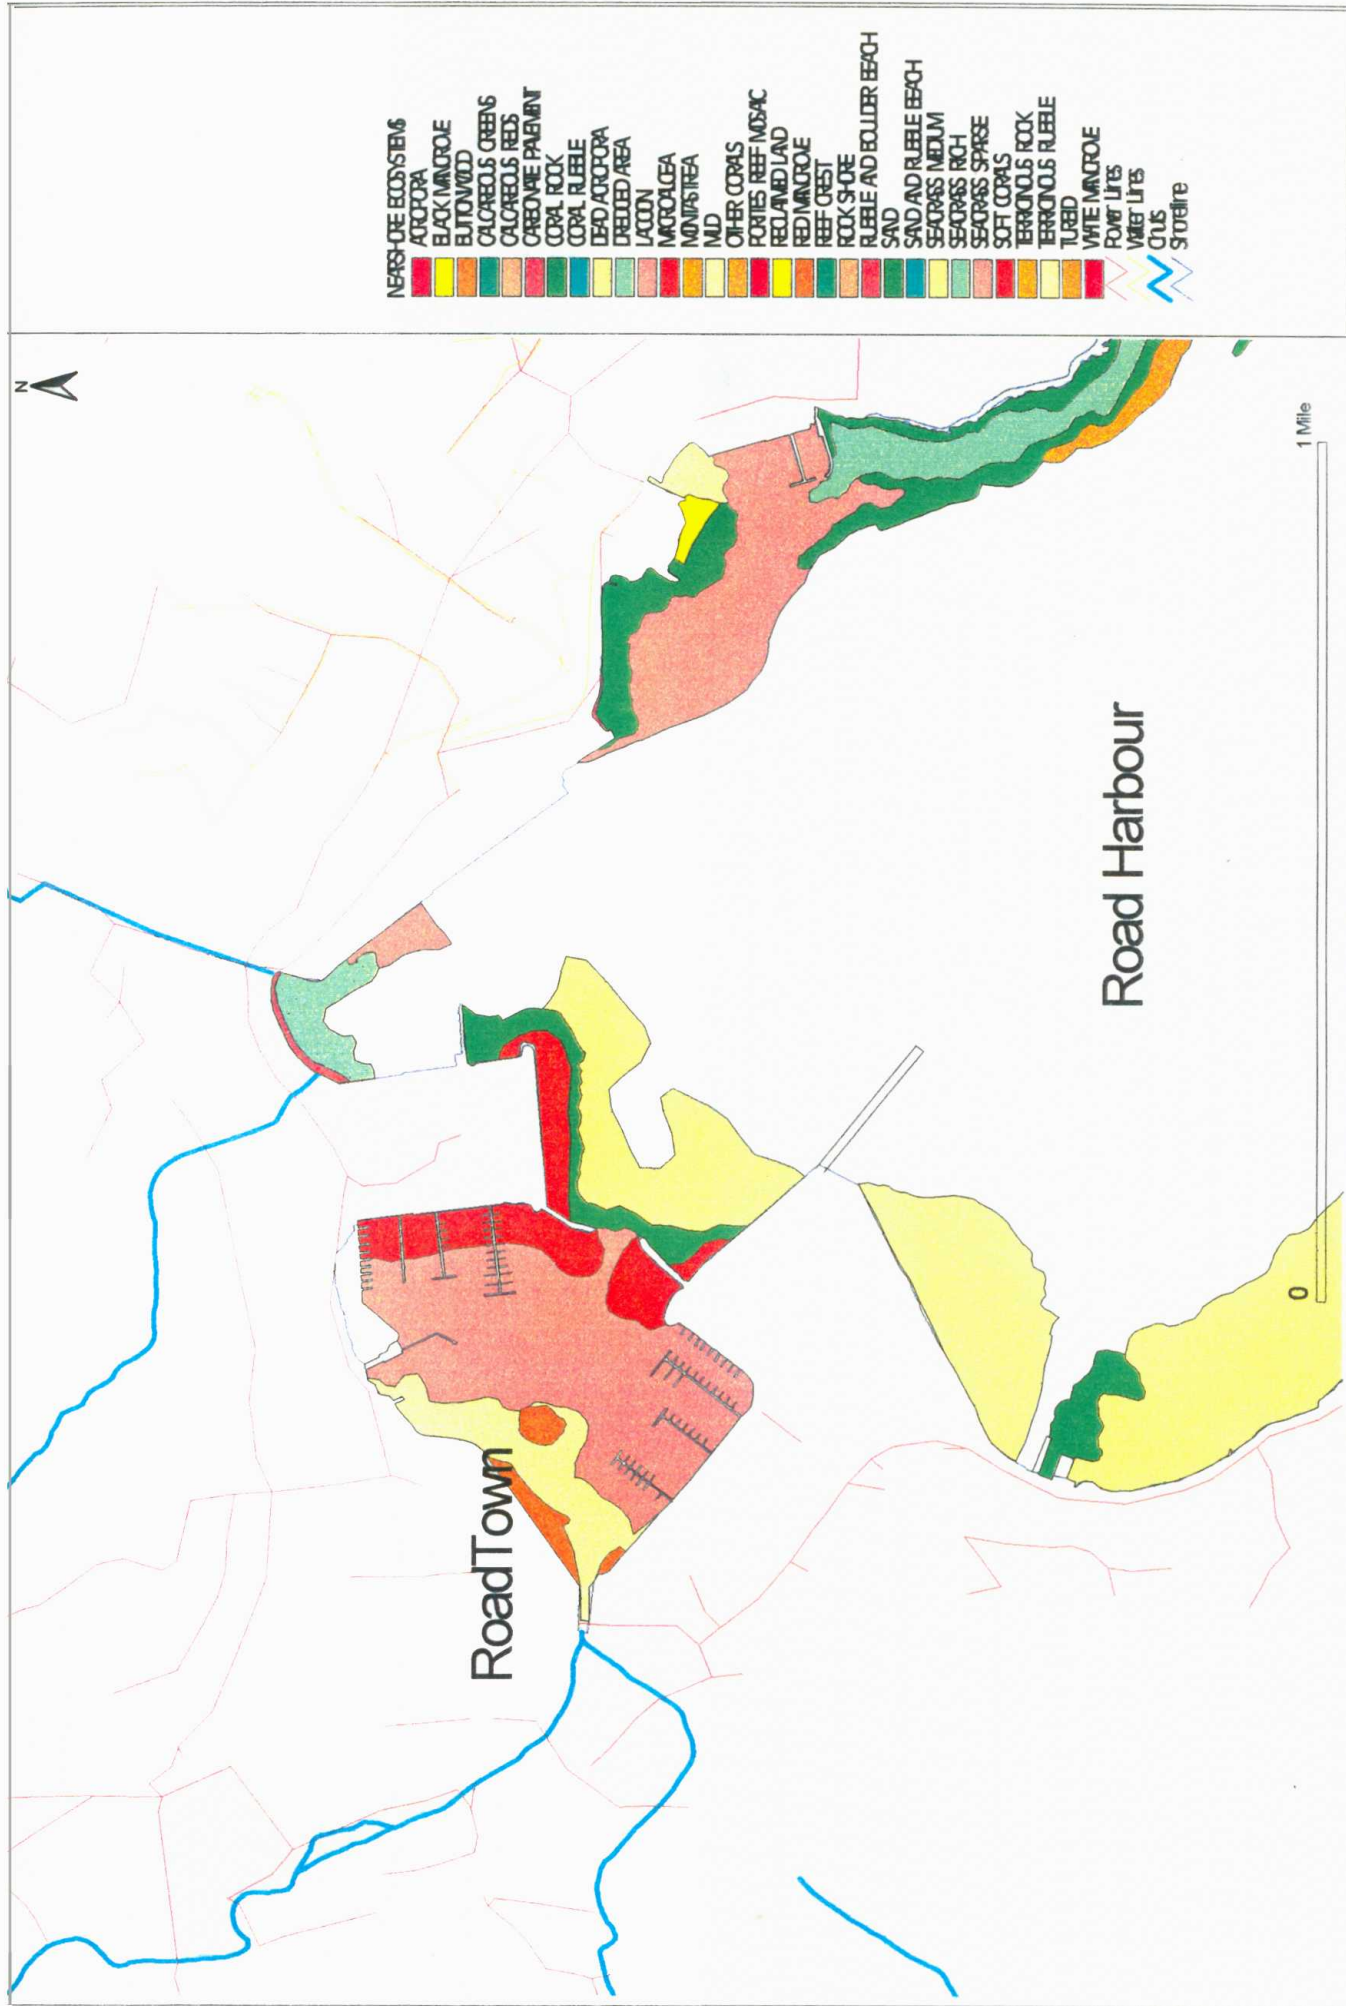 N
NEARSHORE ECOSYSTEMS
ACROPORA
BLACK MANGROVE
BUTTONWOOD
CALCAREOUS GREENS
CALCAREOUS REDS
CARBONATE PAVEMENT
CORAL ROCK
CORAL RUBBLE
DEAD ACROPORA
DREDGED AREA
LAGOON
MACROALGEA
MONTASTREA
MUD
OTHER CORALS
PORITES REEF MOSAIC
RECLAIMED LAND
RED MANGROVE
REEF CREST
ROCK SHORE
RUBBLE AND BOULDER BEACH
SAND
SAND AND RUBBLE BEACH
SEAGRASS MEDIUM
SEAGRASS RICH
SEAGRASS SPARSE
SOFT CORALS
TERRIGINOUS ROCK
TERRIGINOUS RUBBLE
TURBID
WHITE MANGROVE
Power Lines
Water Lines
Ghuts
Shoreline
RoadTown
Road Harbour
0
1 Mile